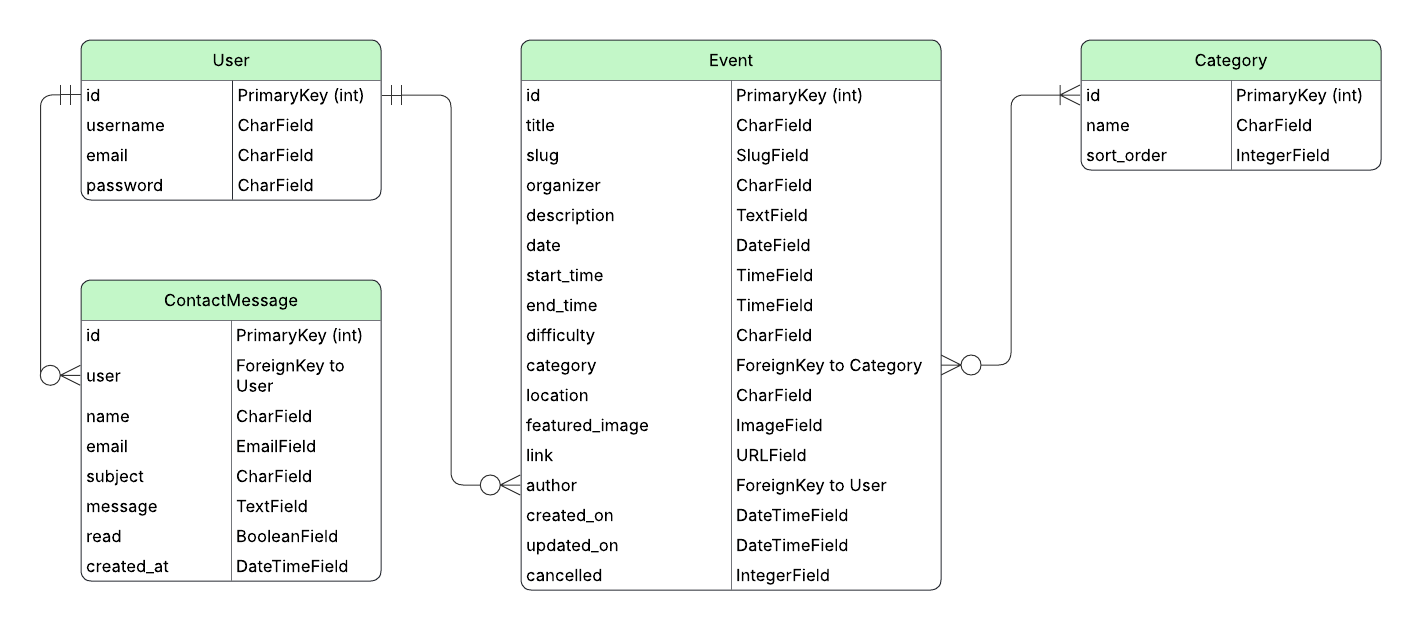 User
id PrimaryKey (int)
username CharField
email CharField
password CharField
ContactMessage
id PrimaryKey (int)
user ForeignKey to
User
name CharField
email EmailField
subject CharField
message TextField
read BooleanField
created_at DateTimeField
Event
id PrimaryKey (int)
title CharField
slug SlugField
organizer CharField
description TextField
date DateField
start_time TimeField
end_time TimeField
difficulty CharField
category ForeignKey to Category
location CharField
featured_image ImageField
link URLField
author ForeignKey to User
created_on DateTimeField
updated_on DateTimeField
cancelled IntegerField
Category
id PrimaryKey (int)
name CharField
sort_order IntegerField